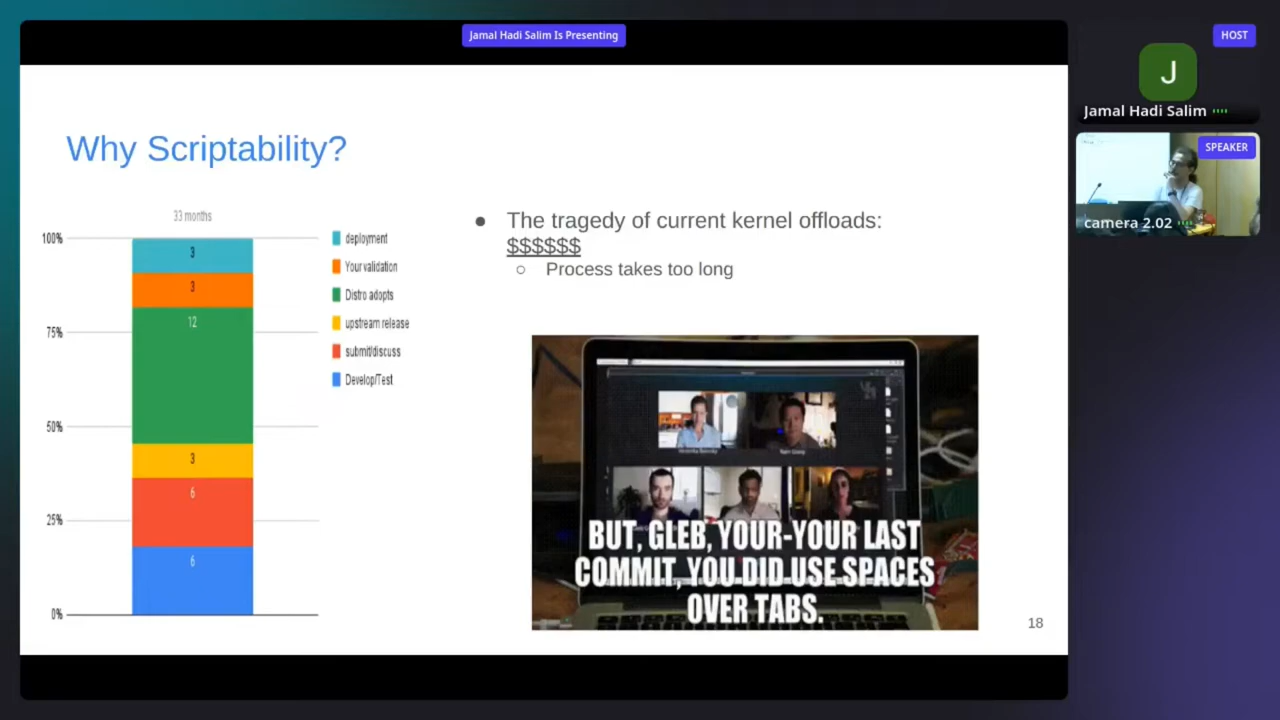 Jamal Hadi Salim Is Presenting
HOST
J
Jamal Hadi Salim
SPEAKER
camera 2.02
Why Scriptability?
33 months
100%
75%
50%
25%
0%
3
3
12
3
6
6
deployment
Your validation
Distro adopts
upstream release
submit/discuss
Develop/Test
● The tragedy of current kernel offloads:
$$$$$$
○ Process takes too long
BUT, GLEB, YOUR-YOUR LAST
COMMIT, YOU DID USE SPACES
OVER TABS.
18